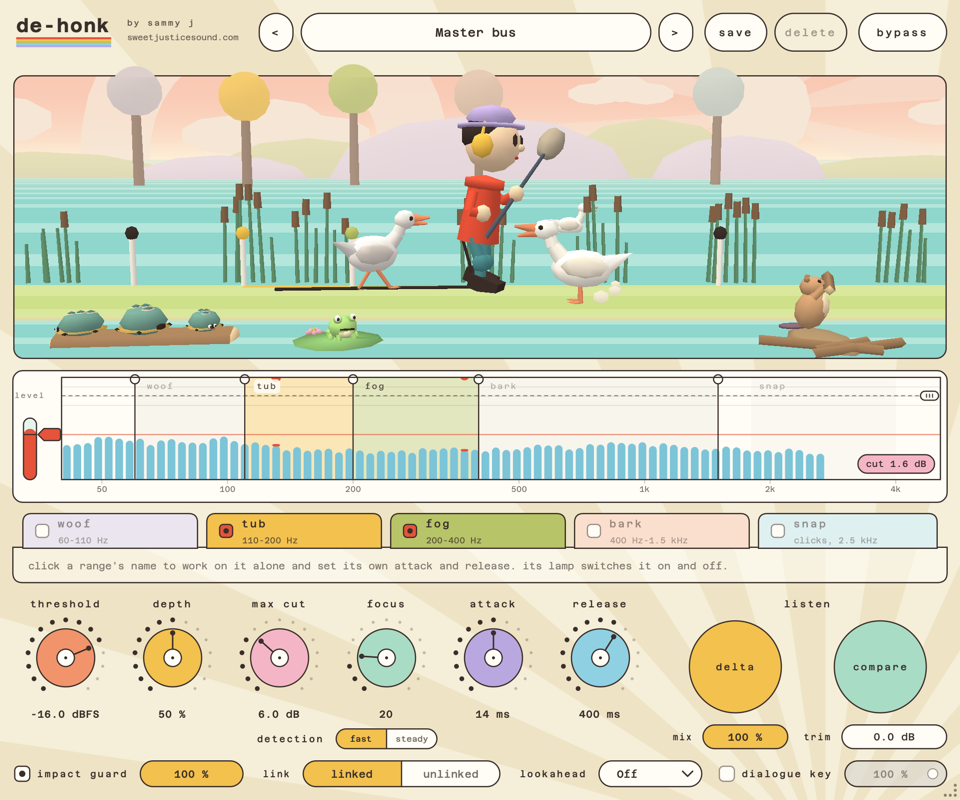 de-honk
by sammy j
sweetjusticesound.com
<
Master bus
>
save
delete
bypass
level
woof
tub
fog
bark
snap
cut 1.6 dB
50
100
200
500
1k
2k
4k
woof
60-110 Hz
tub
110-200 Hz
fog
200-400 Hz
bark
400 Hz-1.5 kHz
snap
clicks, 2.5 kHz
click a range's name to work on it alone and set its own attack and release. its lamp switches it on and off.
threshold
depth
max cut
focus
attack
release
listen
delta
compare
-16.0 dBFS
50 %
6.0 dB
20
14 ms
400 ms
detection
fast
steady
mix
100 %
trim
0.0 dB
impact guard
100 %
link
linked
unlinked
lookahead
Off
dialogue key
100 %